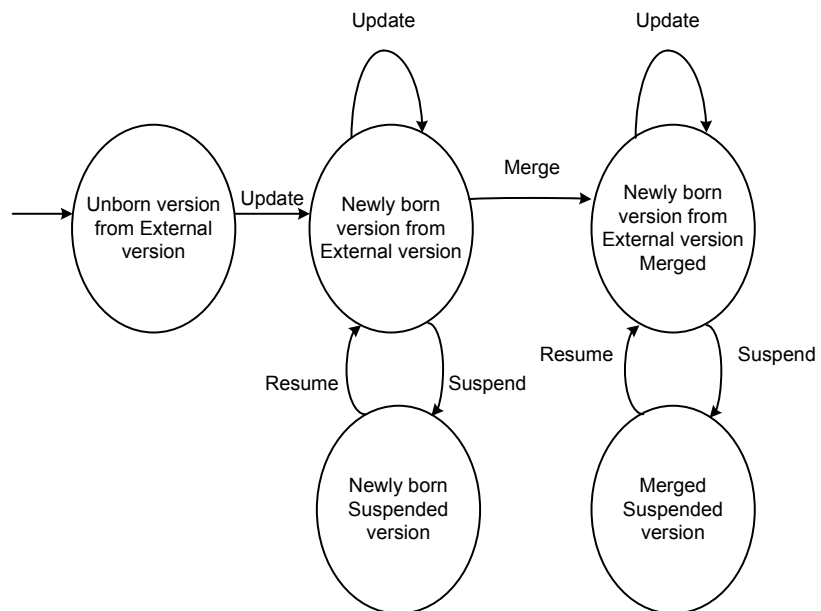 Update
Update
Unborn version
from External
version
Update
Newly born
version from
External version
Merge
Newly born
version from
External version
Merged
Resume
Suspend
Resume
Suspend
Newly born
Suspended
version
Merged
Suspended
version